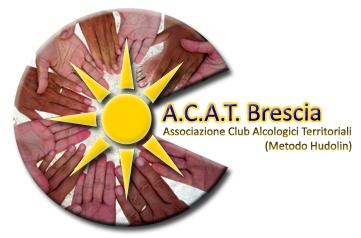 A.C.A.T. Brescia
Associazione Club Alcologici Territoriali
(Metodo Hudolin)